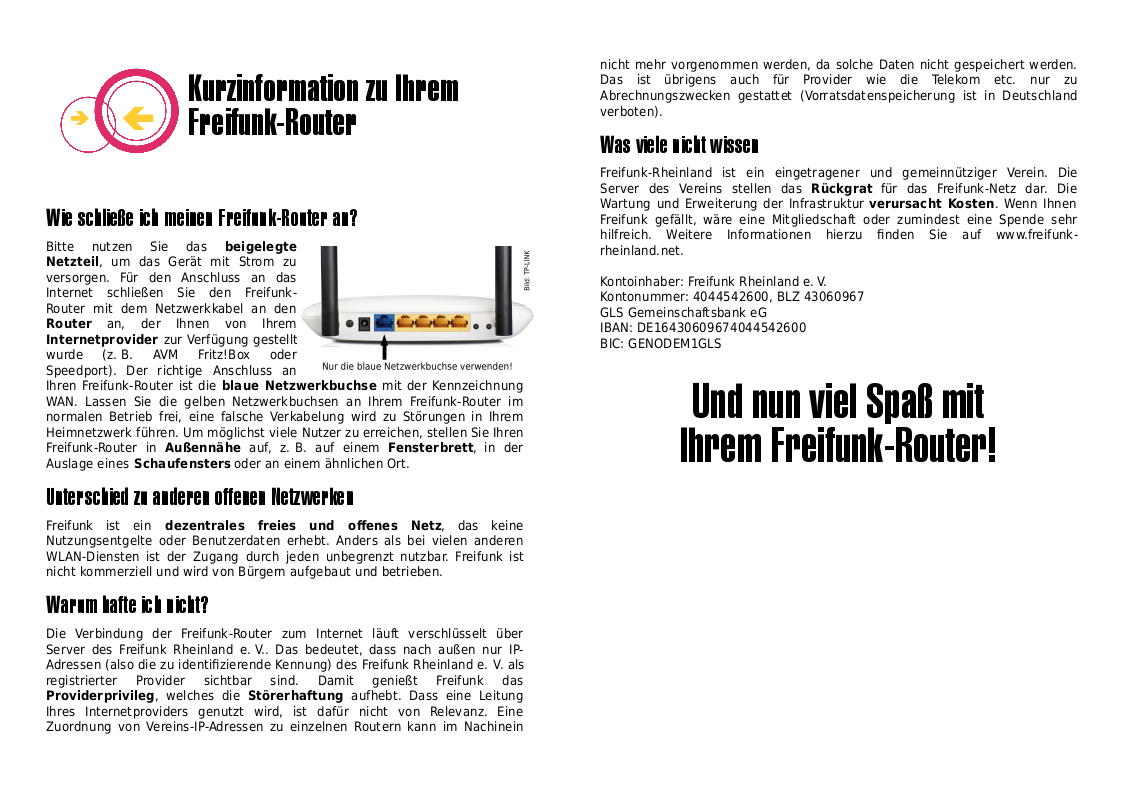 Kurzinformation zu Ihrem
Freifunk-Router
Wie schließe ich meinen Freifunk-Router an?
Bitte nutzen Sie das beigelegte
Netzteil, um das Gerät mit Strom zu
versorgen. Für den Anschluss an das
Internet schließen Sie den Freifunk-
Router mit dem Netzwerkkabel an den
Router an, der Ihnen von Ihrem
Internetprovider zur Verfügung gestellt
wurde (z. B. AVM Fritz!Box oder
Speedport). Der richtige Anschluss an
Bild: TP-LINK
Nur die blaue Netzwerkbuchse verwenden!
Ihren Freifunk-Router ist die blaue Netzwerkbuchse mit der Kennzeichnung
WAN. Lassen Sie die gelben Netzwerkbuchsen an Ihrem Freifunk-Router im
normalen Betrieb frei, eine falsche Verkabelung wird zu Störungen in Ihrem
Heimnetzwerk führen. Um möglichst viele Nutzer zu erreichen, stellen Sie Ihren
Freifunk-Router in Außennähe auf, z. B. auf einem Fensterbrett, in der
Auslage eines Schaufensters oder an einem ähnlichen Ort.
Unterschied zu anderen offenen Netzwerken
Freifunk ist ein dezentrales freies und offenes Netz, das keine
Nutzungsentgelte oder Benutzerdaten erhebt. Anders als bei vielen anderen
WLAN-Diensten ist der Zugang durch jeden unbegrenzt nutzbar. Freifunk ist
nicht kommerziell und wird von Bürgern aufgebaut und betrieben.
Warum hafte ich nicht?
Die Verbindung der Freifunk-Router zum Internet läuft verschlüsselt über
Server des Freifunk Rheinland e. V.. Das bedeutet, dass nach außen nur IP-
Adressen (also die zu identifizierende Kennung) des Freifunk Rheinland e. V. als
registrierter Provider sichtbar sind. Damit genießt Freifunk das
Providerprivileg, welches die Störerhaftung aufhebt. Dass eine Leitung
Ihres Internetproviders genutzt wird, ist dafür nicht von Relevanz. Eine
Zuordnung von Vereins-IP-Adressen zu einzelnen Routern kann im Nachinein
nicht mehr vorgenommen werden, da solche Daten nicht gespeichert werden.
Das ist übrigens auch für Provider wie die Telekom etc. nur zu
Abrechnungszwecken gestattet (Vorratsdatenspeicherung ist in Deutschland
verboten).
Was viele nicht wissen
Freifunk-Rheinland ist ein eingetragener und gemeinnütziger Verein. Die
Server des Vereins stellen das Rückgrat für das Freifunk-Netz dar. Die
Wartung und Erweiterung der Infrastruktur verursacht Kosten. Wenn Ihnen
Freifunk gefällt, wäre eine Mitgliedschaft oder zumindest eine Spende sehr
hilfreich. Weitere Informationen hierzu finden Sie auf www.freifunk-
rheinland.net.
Kontoinhaber: Freifunk Rheinland e. V.
Kontonummer: 4044542600, BLZ 43060967
GLS Gemeinschaftsbank eG
IBAN: DE16430609674044542600
BIC: GENODEM1GLS
Und nun viel Spaß mit
Ihrem Freifunk-Router!